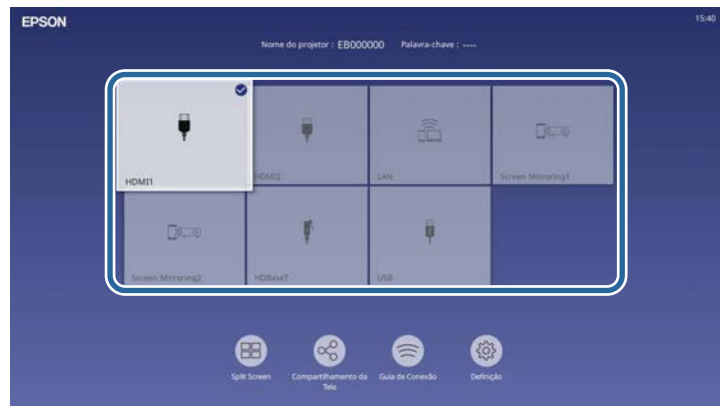 EPSON
15:40
Nome do projetor : EB000000 Palavra-chave : ----
HDMI1
HDMI2
LAN
Screen Mirroring1
Screen Mirroring2
HDBaseT
USB
Split Screen
Compartilhamento da
Tela
Guia de Conexão
Definição